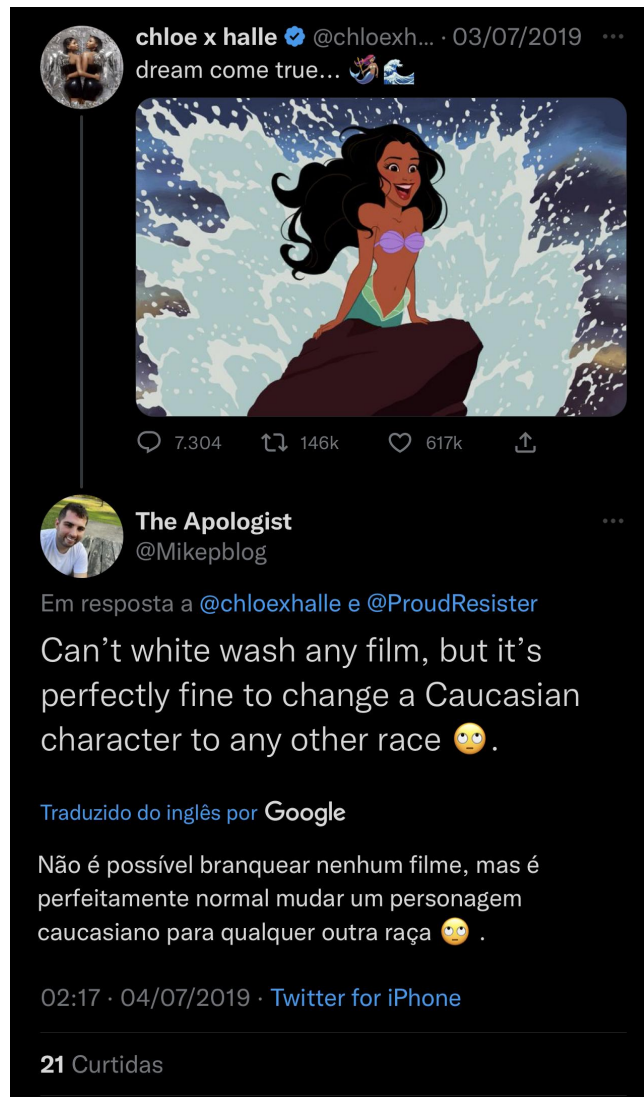 chloe x halle @chloexh... · 03/07/2019
dream come true... 🧜🏽‍♀️🌊
7.304 146k 617k
The Apologist
@Mikepblog
Em resposta a @chloexhalle e @ProudResister
Can’t white wash any film, but it’s
perfectly fine to change a Caucasian
character to any other race 🙄.
Traduzido do inglês por Google
Não é possível branquear nenhum filme, mas é
perfeitamente normal mudar um personagem
caucasiano para qualquer outra raça 🙄 .
02:17 · 04/07/2019 · Twitter for iPhone
21 Curtidas